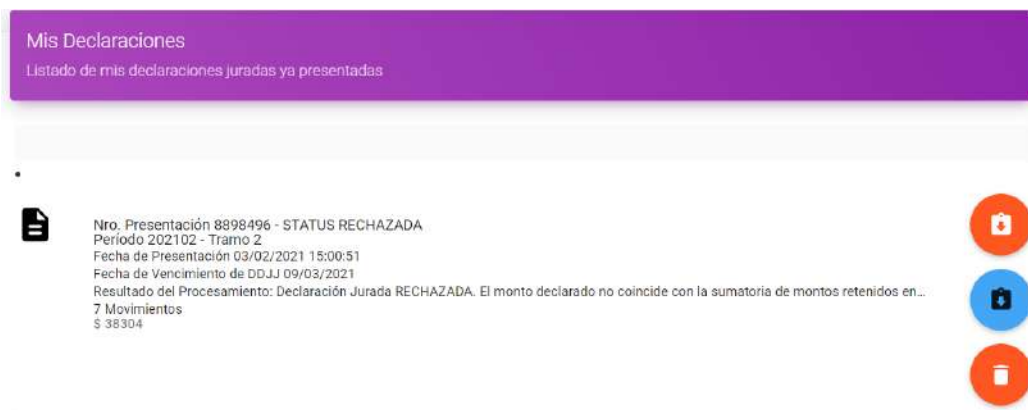 Mis Declaraciones
Listado de mis declaraciones juradas ya presentadas
Nro. Presentación 8898496 - STATUS RECHAZADA
Período 202102 - Tramo 2
Fecha de Presentación 03/02/2021 15:00:51
Fecha de Vencimiento de DDJJ 09/03/2021
Resultado del Procesamiento: Declaración Jurada RECHAZADA. El monto declarado no coincide con la sumatoria de montos retenidos en...
7 Movimientos
$ 38304